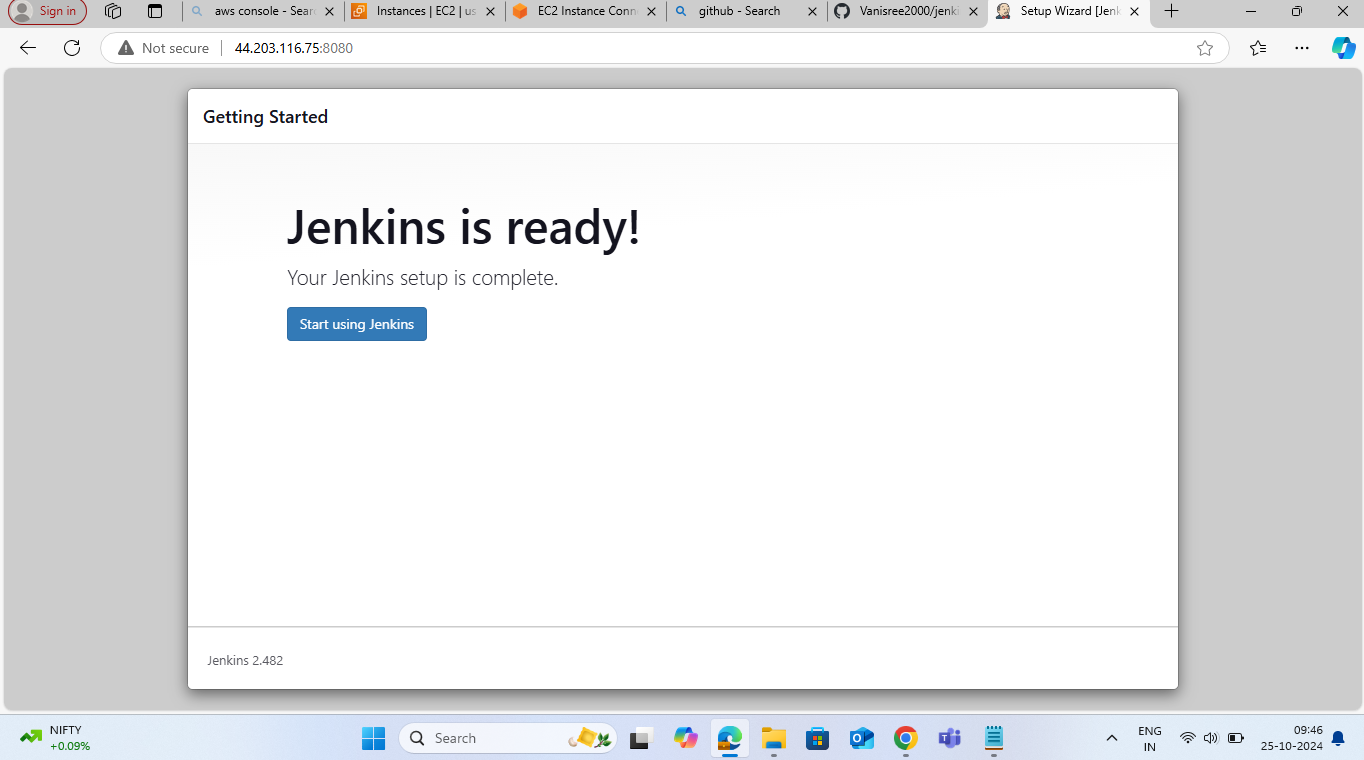 Sign in
aws console - Sear
Instances | EC2 | us
EC2 Instance Conn
github - Search
Vanisree2000/jenki
Setup Wizard [Jenk
Not secure
44.203.116.75:8080
Getting Started
Jenkins is ready!
Your Jenkins setup is complete.
Start using Jenkins
Jenkins 2.482
NIFTY
+0.09%
Search
ENG
IN
09:46
25-10-2024